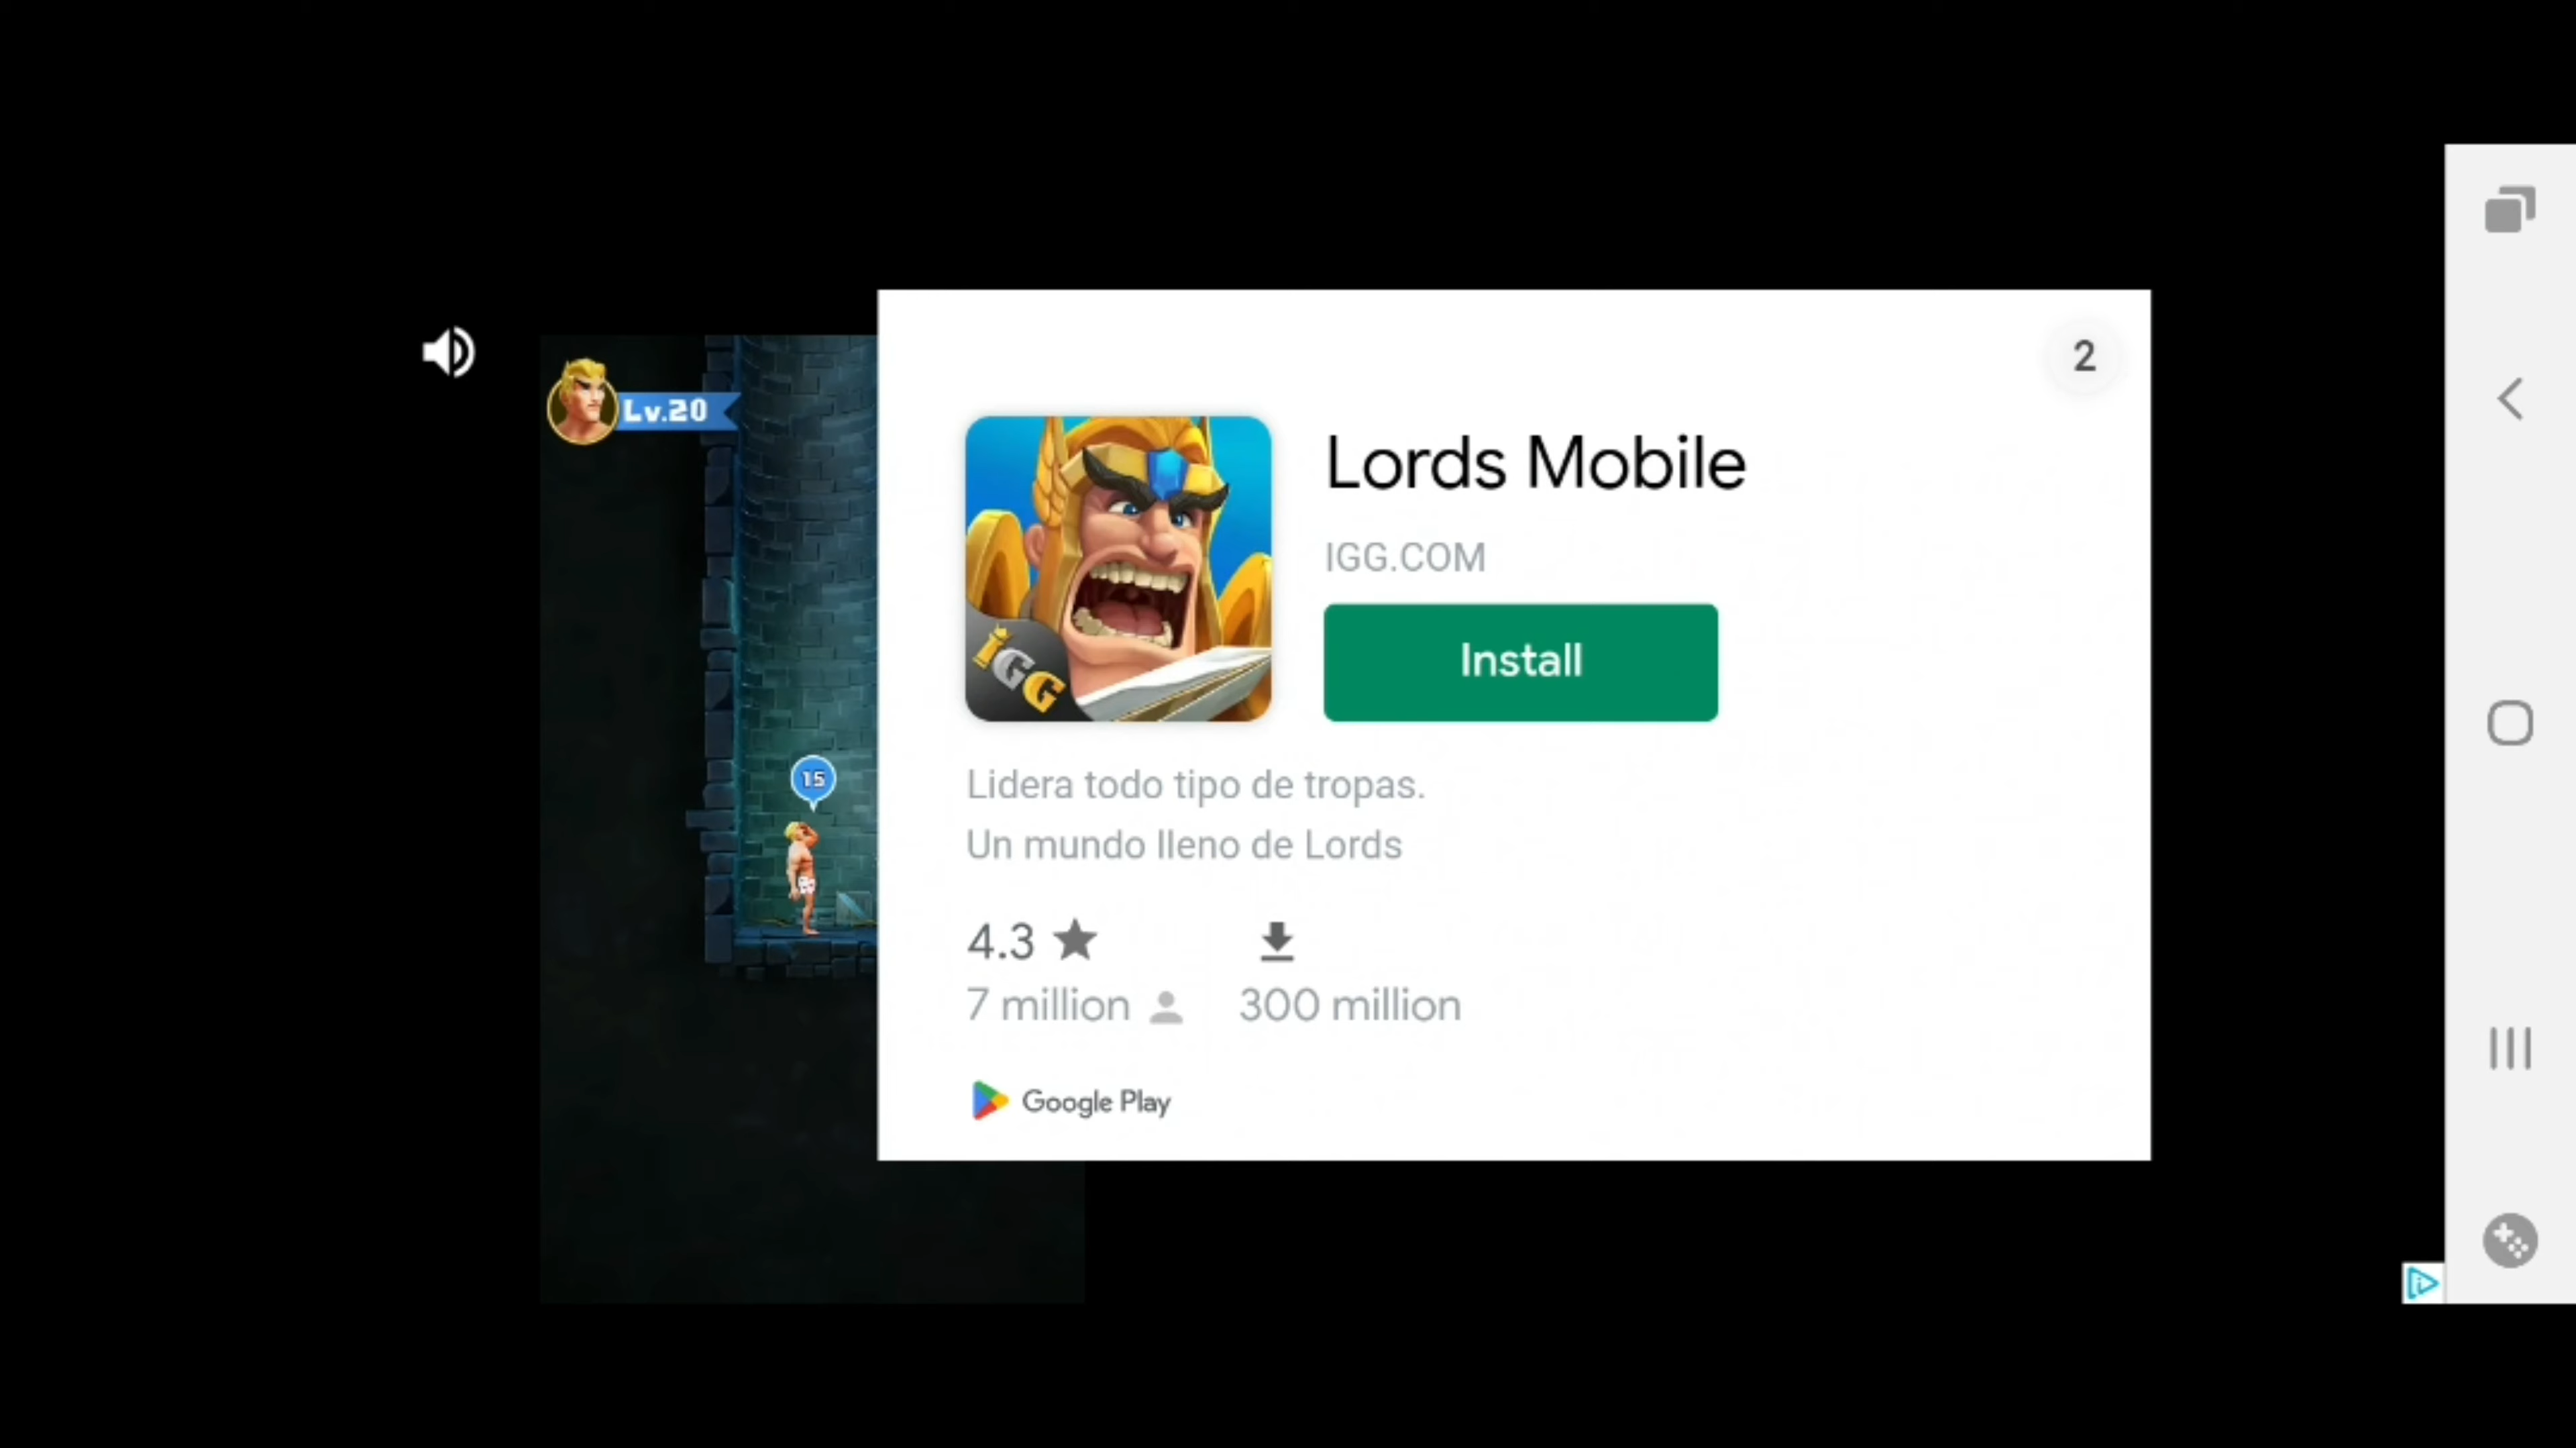 2
Lv.20
Lords Mobile
IGG.COM
Install
IGG
15
Lidera todo tipo de tropas.
Un mundo lleno de Lords
4.3
7 million
300 million
Google Play